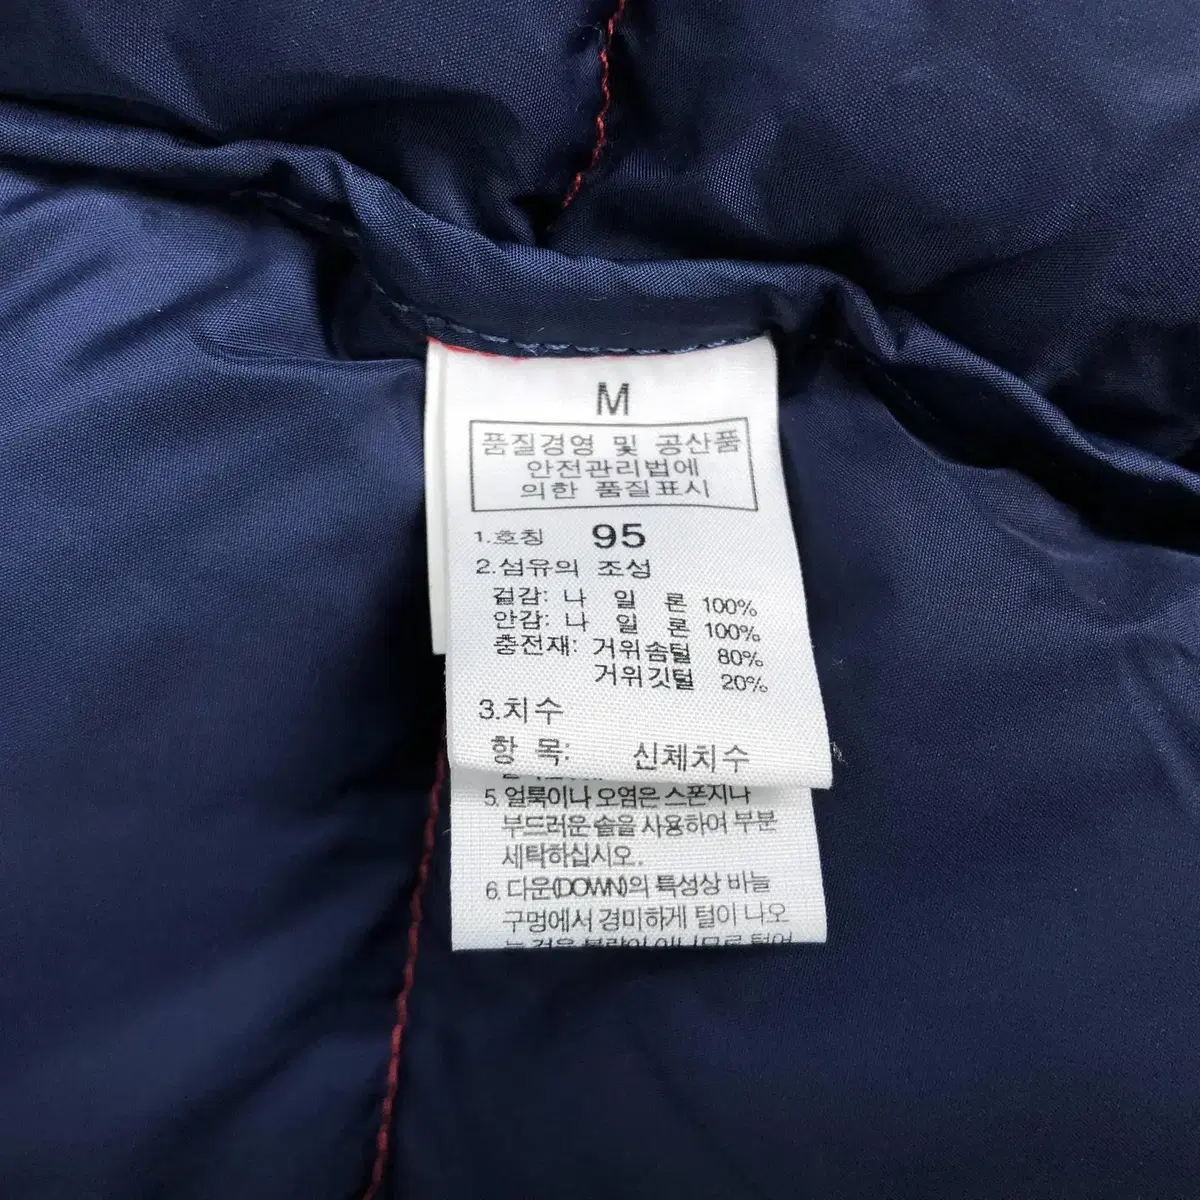 M
품질경영 및 공산품
안전관리법에
의한 품질표시
1.호칭 95
2.섬유의 조성
겉감: 나 일 론 100%
안감: 나 일 론 100%
충전재: 거위솜털 80%
거위깃털 20%
3.치수
항 목: 신체치수
5. 얼룩이나 오염은 스폰지나
부드러운 솔을 사용하여 부분
세탁하십시오.
6. 다운(DOWN)의 특성상 바늘
구멍에서 경미하게 털이 나오